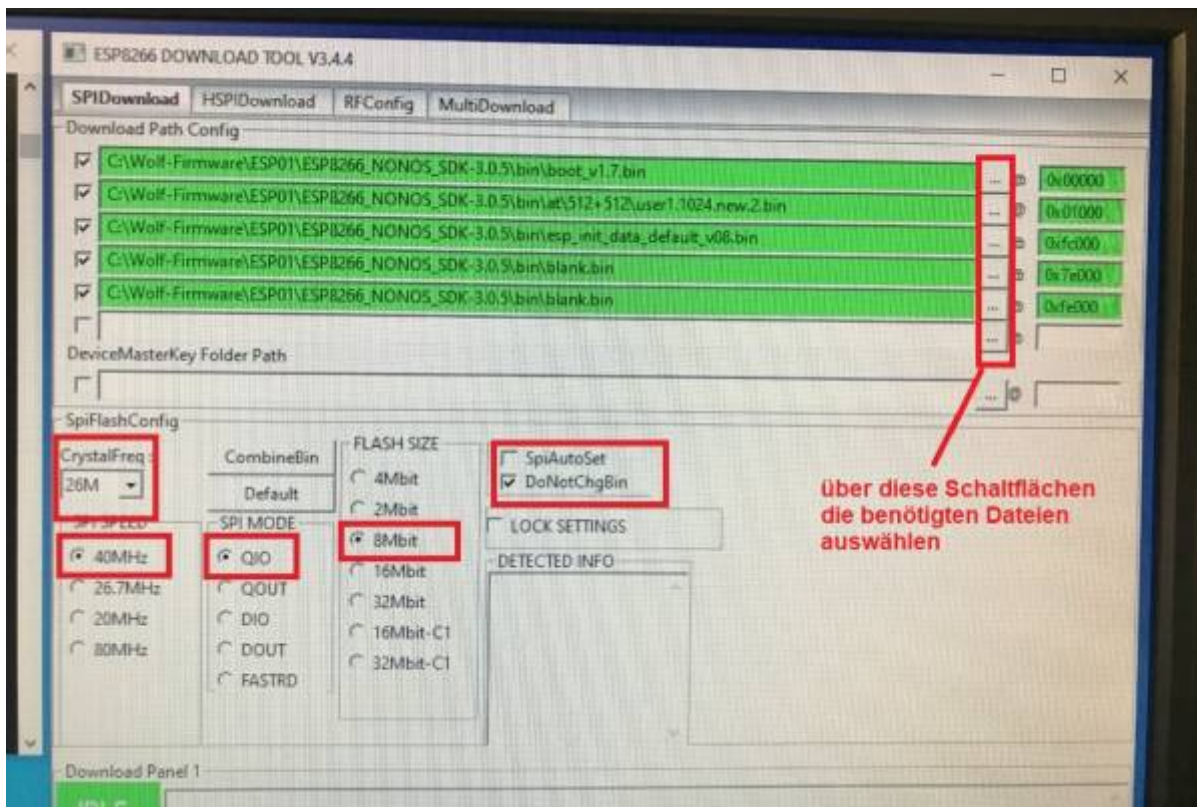 ESP8266 DOWNLOAD TOOL V3.4.4
SPIDownload HSPIDownload RFConfig MultiDownload
Download Path Config
C:\Wolf-Firmware\ESP01\ESP8266_NONOS_SDK-3.0.5\bin\boot_v1.7.bin ... @ 0x00000
C:\Wolf-Firmware\ESP01\ESP8266_NONOS_SDK-3.0.5\bin\at\512+512\user1.1024.new.2.bin ... @ 0x01000
C:\Wolf-Firmware\ESP01\ESP8266_NONOS_SDK-3.0.5\bin\esp_init_data_default_v08.bin ... @ 0xfc000
C:\Wolf-Firmware\ESP01\ESP8266_NONOS_SDK-3.0.5\bin\blank.bin ... @ 0x7e000
C:\Wolf-Firmware\ESP01\ESP8266_NONOS_SDK-3.0.5\bin\blank.bin ... @ 0xfe000
... @
DeviceMasterKey Folder Path
... @
SpiFlashConfig
CrystalFreq :
26M
CombineBin
Default
SPI SPEED
40MHz
26.7MHz
20MHz
80MHz
SPI MODE
QIO
QOUT
DIO
DOUT
FASTRD
FLASH SIZE
4Mbit
2Mbit
8Mbit
16Mbit
32Mbit
16Mbit-C1
32Mbit-C1
SpiAutoSet
DoNotChgBin
LOCK SETTINGS
DETECTED INFO
über diese Schaltflächen
die benötigten Dateien
auswählen
Download Panel 1
IDLE